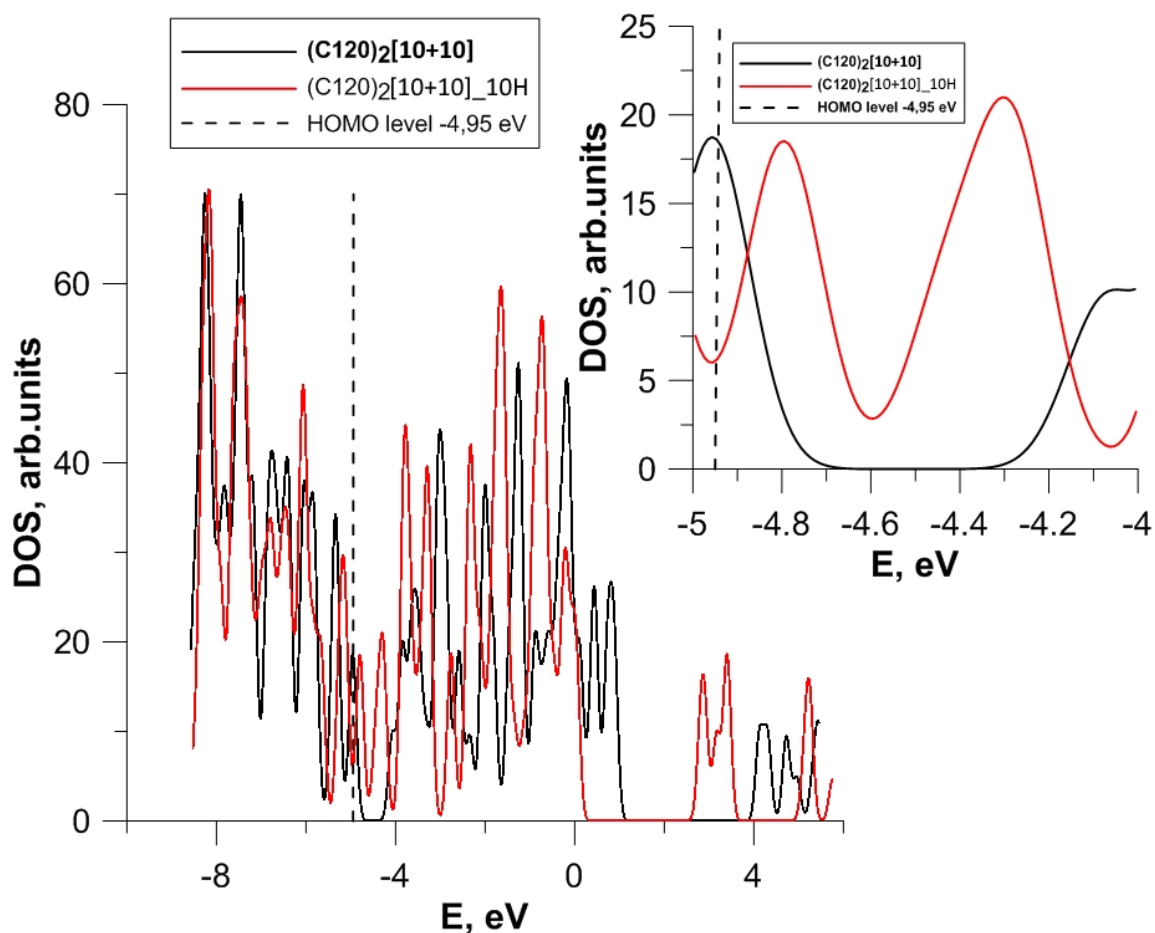 (C120)2[10+10]
(C120)2[10+10]_10H
HOMO level -4,95 eV
80
60
40
20
0
DOS, arb.units
-8
-4
0
4
E, eV
(C120)2[10+10]
(C120)2[10+10]_10H
HOMO level -4,95 eV
25
20
15
10
5
0
DOS, arb.units
-5
-4.8
-4.6
-4.4
-4.2
-4
E, eV